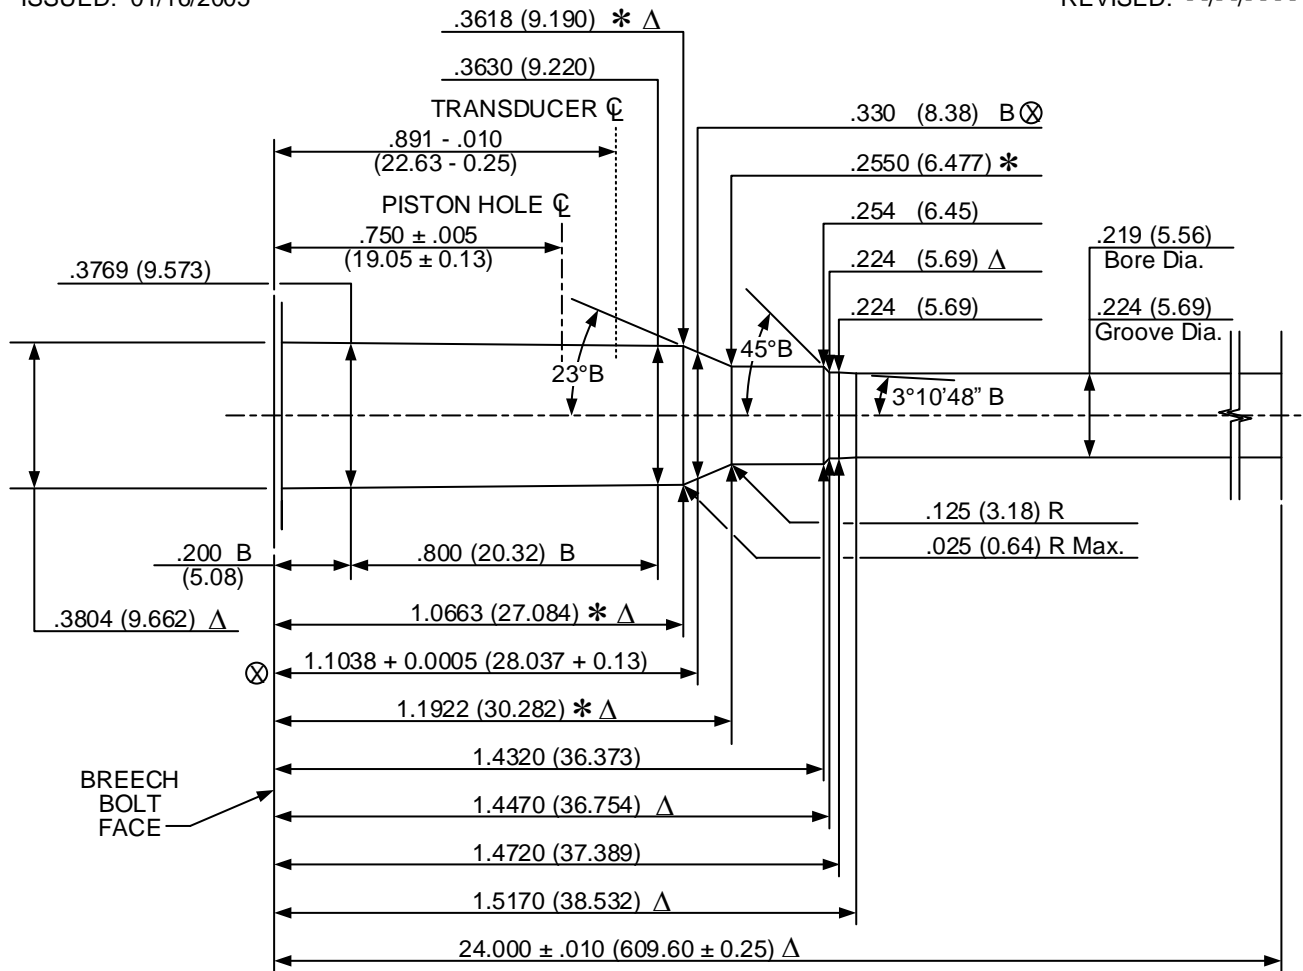 .3618 (9.190) * Δ
.3630 (9.220)
TRANSDUCER ℄
.330 (8.38) B ⊗
.891 - .010
(22.63 - 0.25)
.2550 (6.477) *
PISTON HOLE ℄
.254 (6.45)
.750 ± .005
(19.05 ± 0.13)
.219 (5.56)
Bore Dia.
.3769 (9.573)
.224 (5.69) Δ
.224 (5.69)
.224 (5.69)
Groove Dia.
45°B
23°B
3°10'48" B
.125 (3.18) R
.025 (0.64) R Max.
.200 B
(5.08)
.800 (20.32) B
.3804 (9.662) Δ
1.0663 (27.084) * Δ
⊗ 1.1038 + 0.0005 (28.037 + 0.13)
1.1922 (30.282) * Δ
1.4320 (36.373)
BREECH
BOLT
FACE
1.4470 (36.754) Δ
1.4720 (37.389)
1.5170 (38.532) Δ
24.000 ± .010 (609.60 ± 0.25) Δ